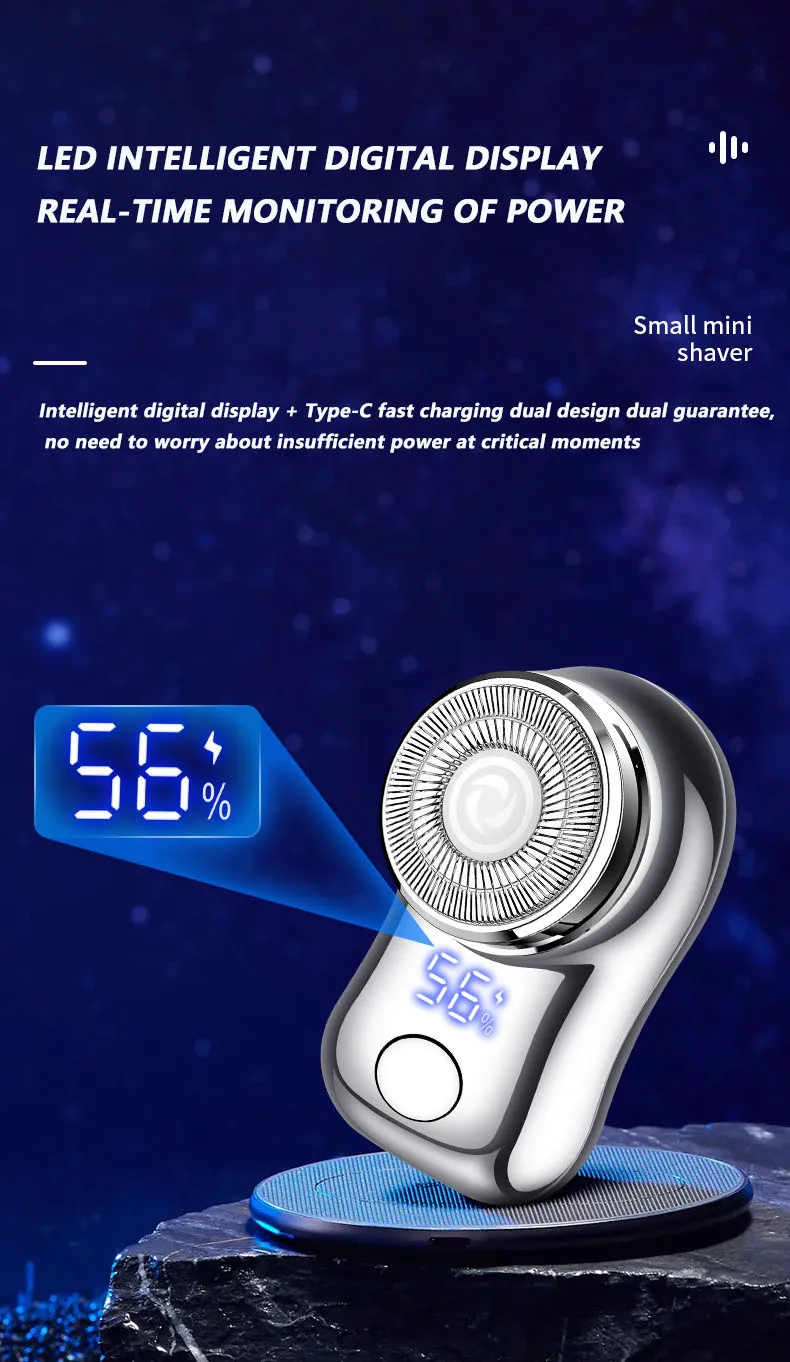 LED INTELLIGENT DIGITAL DISPLAY
REAL-TIME MONITORING OF POWER
Small mini
shaver
Intelligent digital display + Type-C fast charging dual design dual guarantee,
no need to worry about insufficient power at critical moments
56%
56%